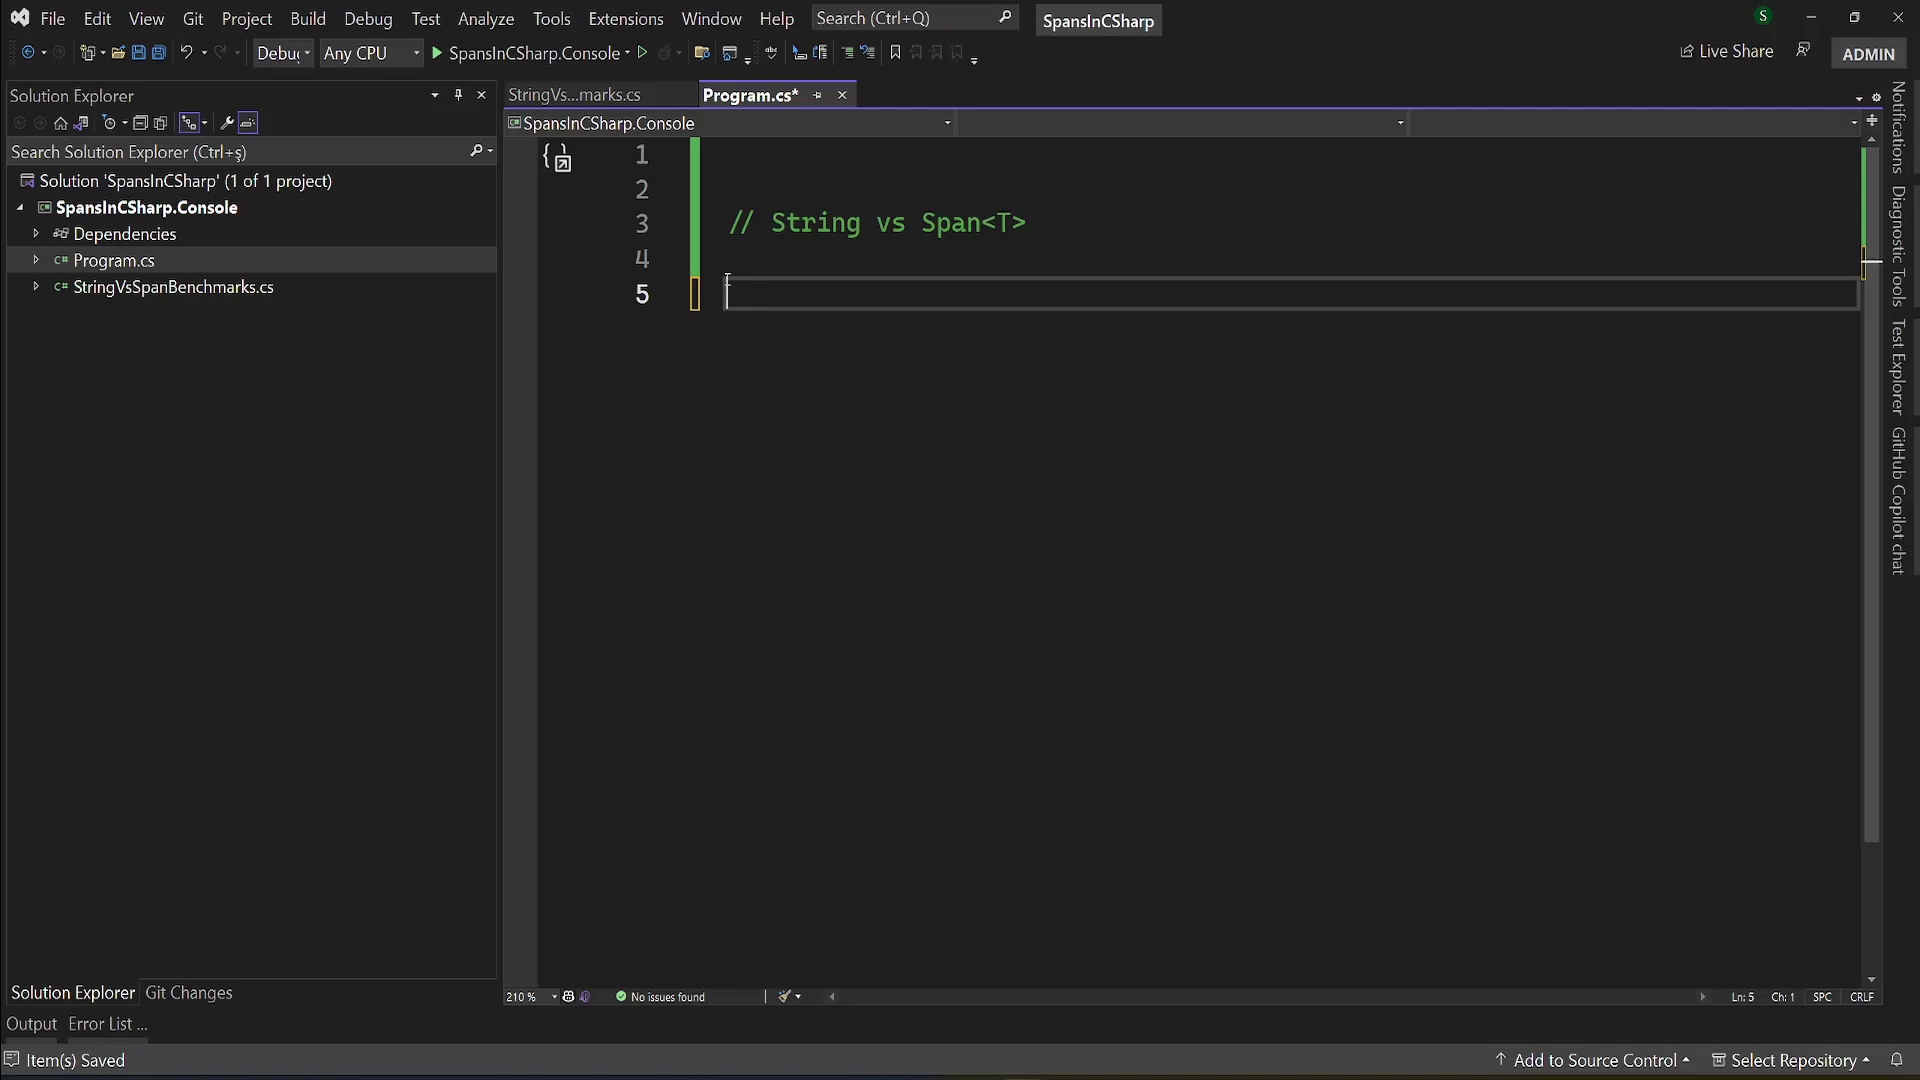 File Edit View Git Project Build Debug Test Analyze Tools Extensions Window Help Search (Ctrl+Q) SpansInCSharp S
Debug Any CPU SpansInCSharp.Console Live Share ADMIN
Solution Explorer
StringVs...marks.cs Program.cs*
SpansInCSharp.Console
Search Solution Explorer (Ctrl+ş)
Solution 'SpansInCSharp' (1 of 1 project)
SpansInCSharp.Console
Dependencies
C# Program.cs
C# StringVsSpanBenchmarks.cs
1
2
3 // String vs Span<T>
4
5
Notifications
Diagnostic Tools
Test Explorer
GitHub Copilot chat
Solution Explorer Git Changes
210 % No issues found Ln: 5 Ch: 1 SPC CRLF
Output Error List ...
Item(s) Saved Add to Source Control Select Repository